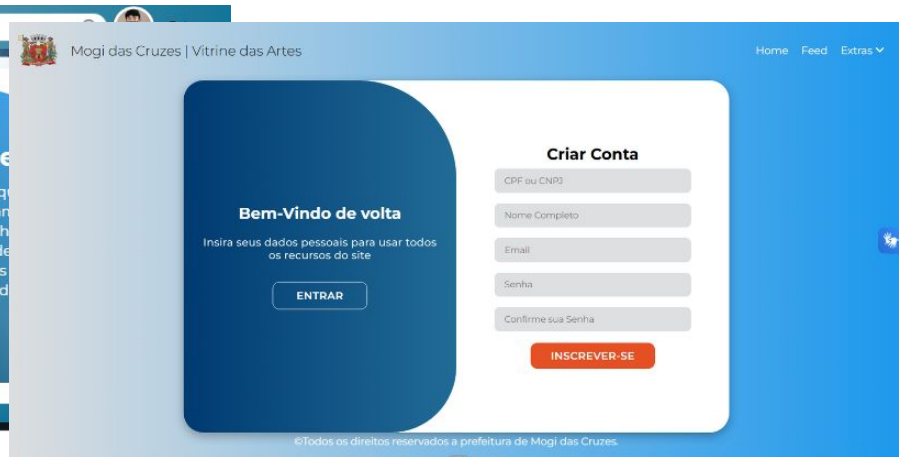 Mogi das Cruzes | Vitrine das Artes
Home Feed Extras
Bem-Vindo de volta
Insira seus dados pessoais para usar todos
os recursos do site
ENTRAR
Criar Conta
CPF ou CNPJ
Nome Completo
Email
Senha
Confirme sua Senha
INSCREVER-SE
©Todos os direitos reservados a prefeitura de Mogi das Cruzes.